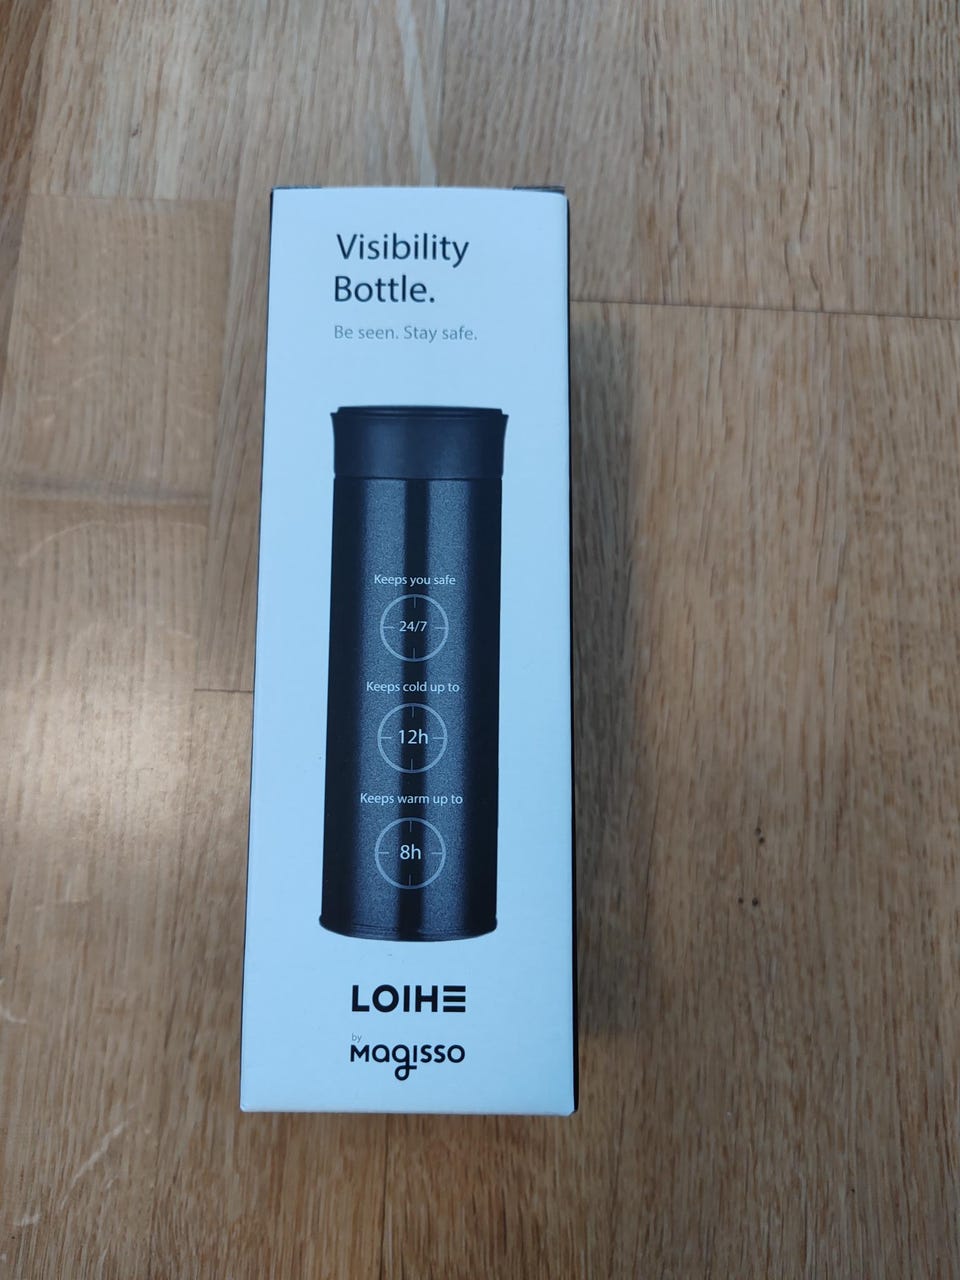 Visibility
Bottle.
Be seen. Stay safe.
Keeps you safe
24/7
Keeps cold up to
12h
Keeps warm up to
8h
LOIHE
by
Magisso